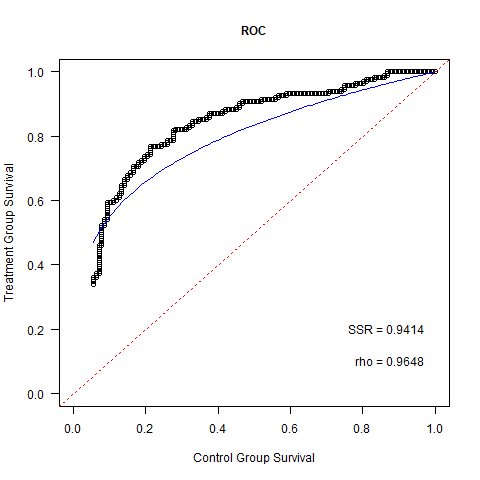 ROC
Treatment Group Survival
1.0
0.8
0.6
0.4
0.2
0.0
SSR = 0.9414
rho = 0.9648
0.0 0.2 0.4 0.6 0.8 1.0
Control Group Survival